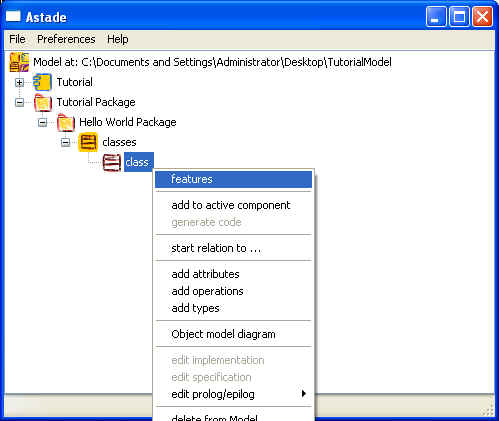 Astade
File Preferences Help
Model at: C:\Documents and Settings\Administrator\Desktop\TutorialModel
Tutorial
Tutorial Package
Hello World Package
classes
class
features
add to active component
generate code
start relation to ...
add attributes
add operations
add types
Object model diagram
edit implementation
edit specification
edit prolog/epilog
delete from Model